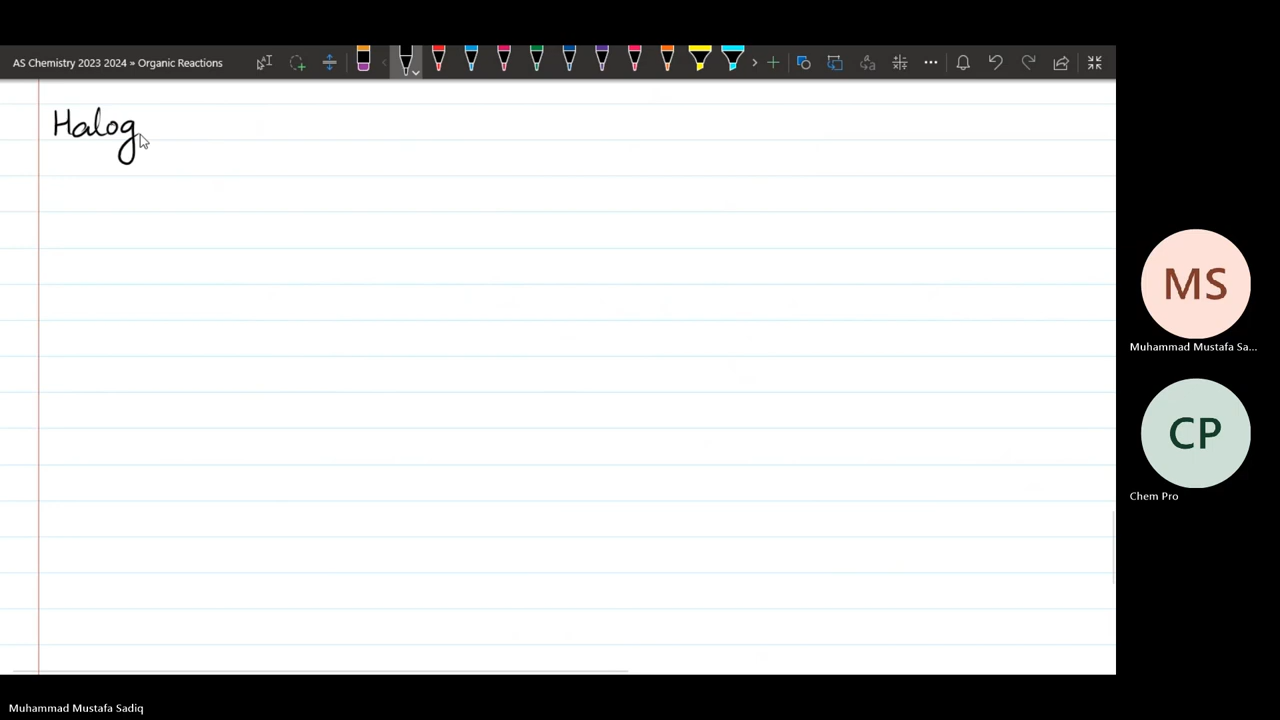 AS Chemistry 2023 2024 » Organic Reactions
Halog
MS
Muhammad Mustafa Sa...
CP
Chem Pro
Muhammad Mustafa Sadiq